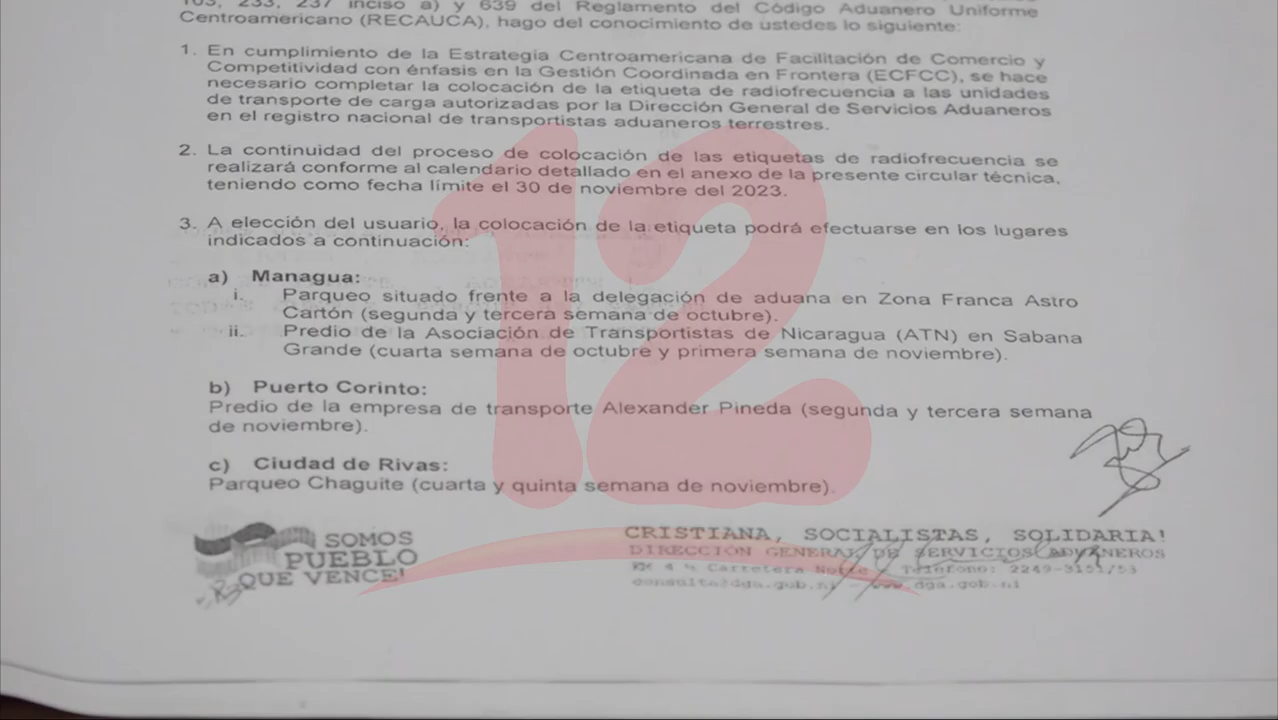 103, 233, 237 inciso a) y 639 del Reglamento del Código Aduanero Uniforme
Centroamericano (RECAUCA), hago del conocimiento de ustedes lo siguiente:
1. En cumplimiento de la Estrategia Centroamericana de Facilitación de Comercio y
Competitividad con énfasis en la Gestión Coordinada en Frontera (ECFCC), se hace
necesario completar la colocación de la etiqueta de radiofrecuencia a las unidades
de transporte de carga autorizadas por la Dirección General de Servicios Aduaneros
en el registro nacional de transportistas aduaneros terrestres.
2. La continuidad del proceso de colocación de las etiquetas de radiofrecuencia se
realizará conforme al calendario detallado en el anexo de la presente circular técnica,
teniendo como fecha límite el 30 de noviembre del 2023.
3. A elección del usuario, la colocación de la etiqueta podrá efectuarse en los lugares
indicados a continuación:
a) Managua:
i. Parqueo situado frente a la delegación de aduana en Zona Franca Astro
Cartón (segunda y tercera semana de octubre).
ii. Predio de la Asociación de Transportistas de Nicaragua (ATN) en Sabana
Grande (cuarta semana de octubre y primera semana de noviembre).
b) Puerto Corinto:
Predio de la empresa de transporte Alexander Pineda (segunda y tercera semana
de noviembre).
c) Ciudad de Rivas:
Parqueo Chaguite (cuarta y quinta semana de noviembre).
12
SOMOS
PUEBLO
QUE VENCE!
CRISTIANA, SOCIALISTAS, SOLIDARIA!
DIRECCIÓN GENERAL DE SERVICIOS ADUANEROS
4 ½ Carretera Norte - Teléfono: 2249-3151/53
consulta@dga.gob.ni - www.dga.gob.ni